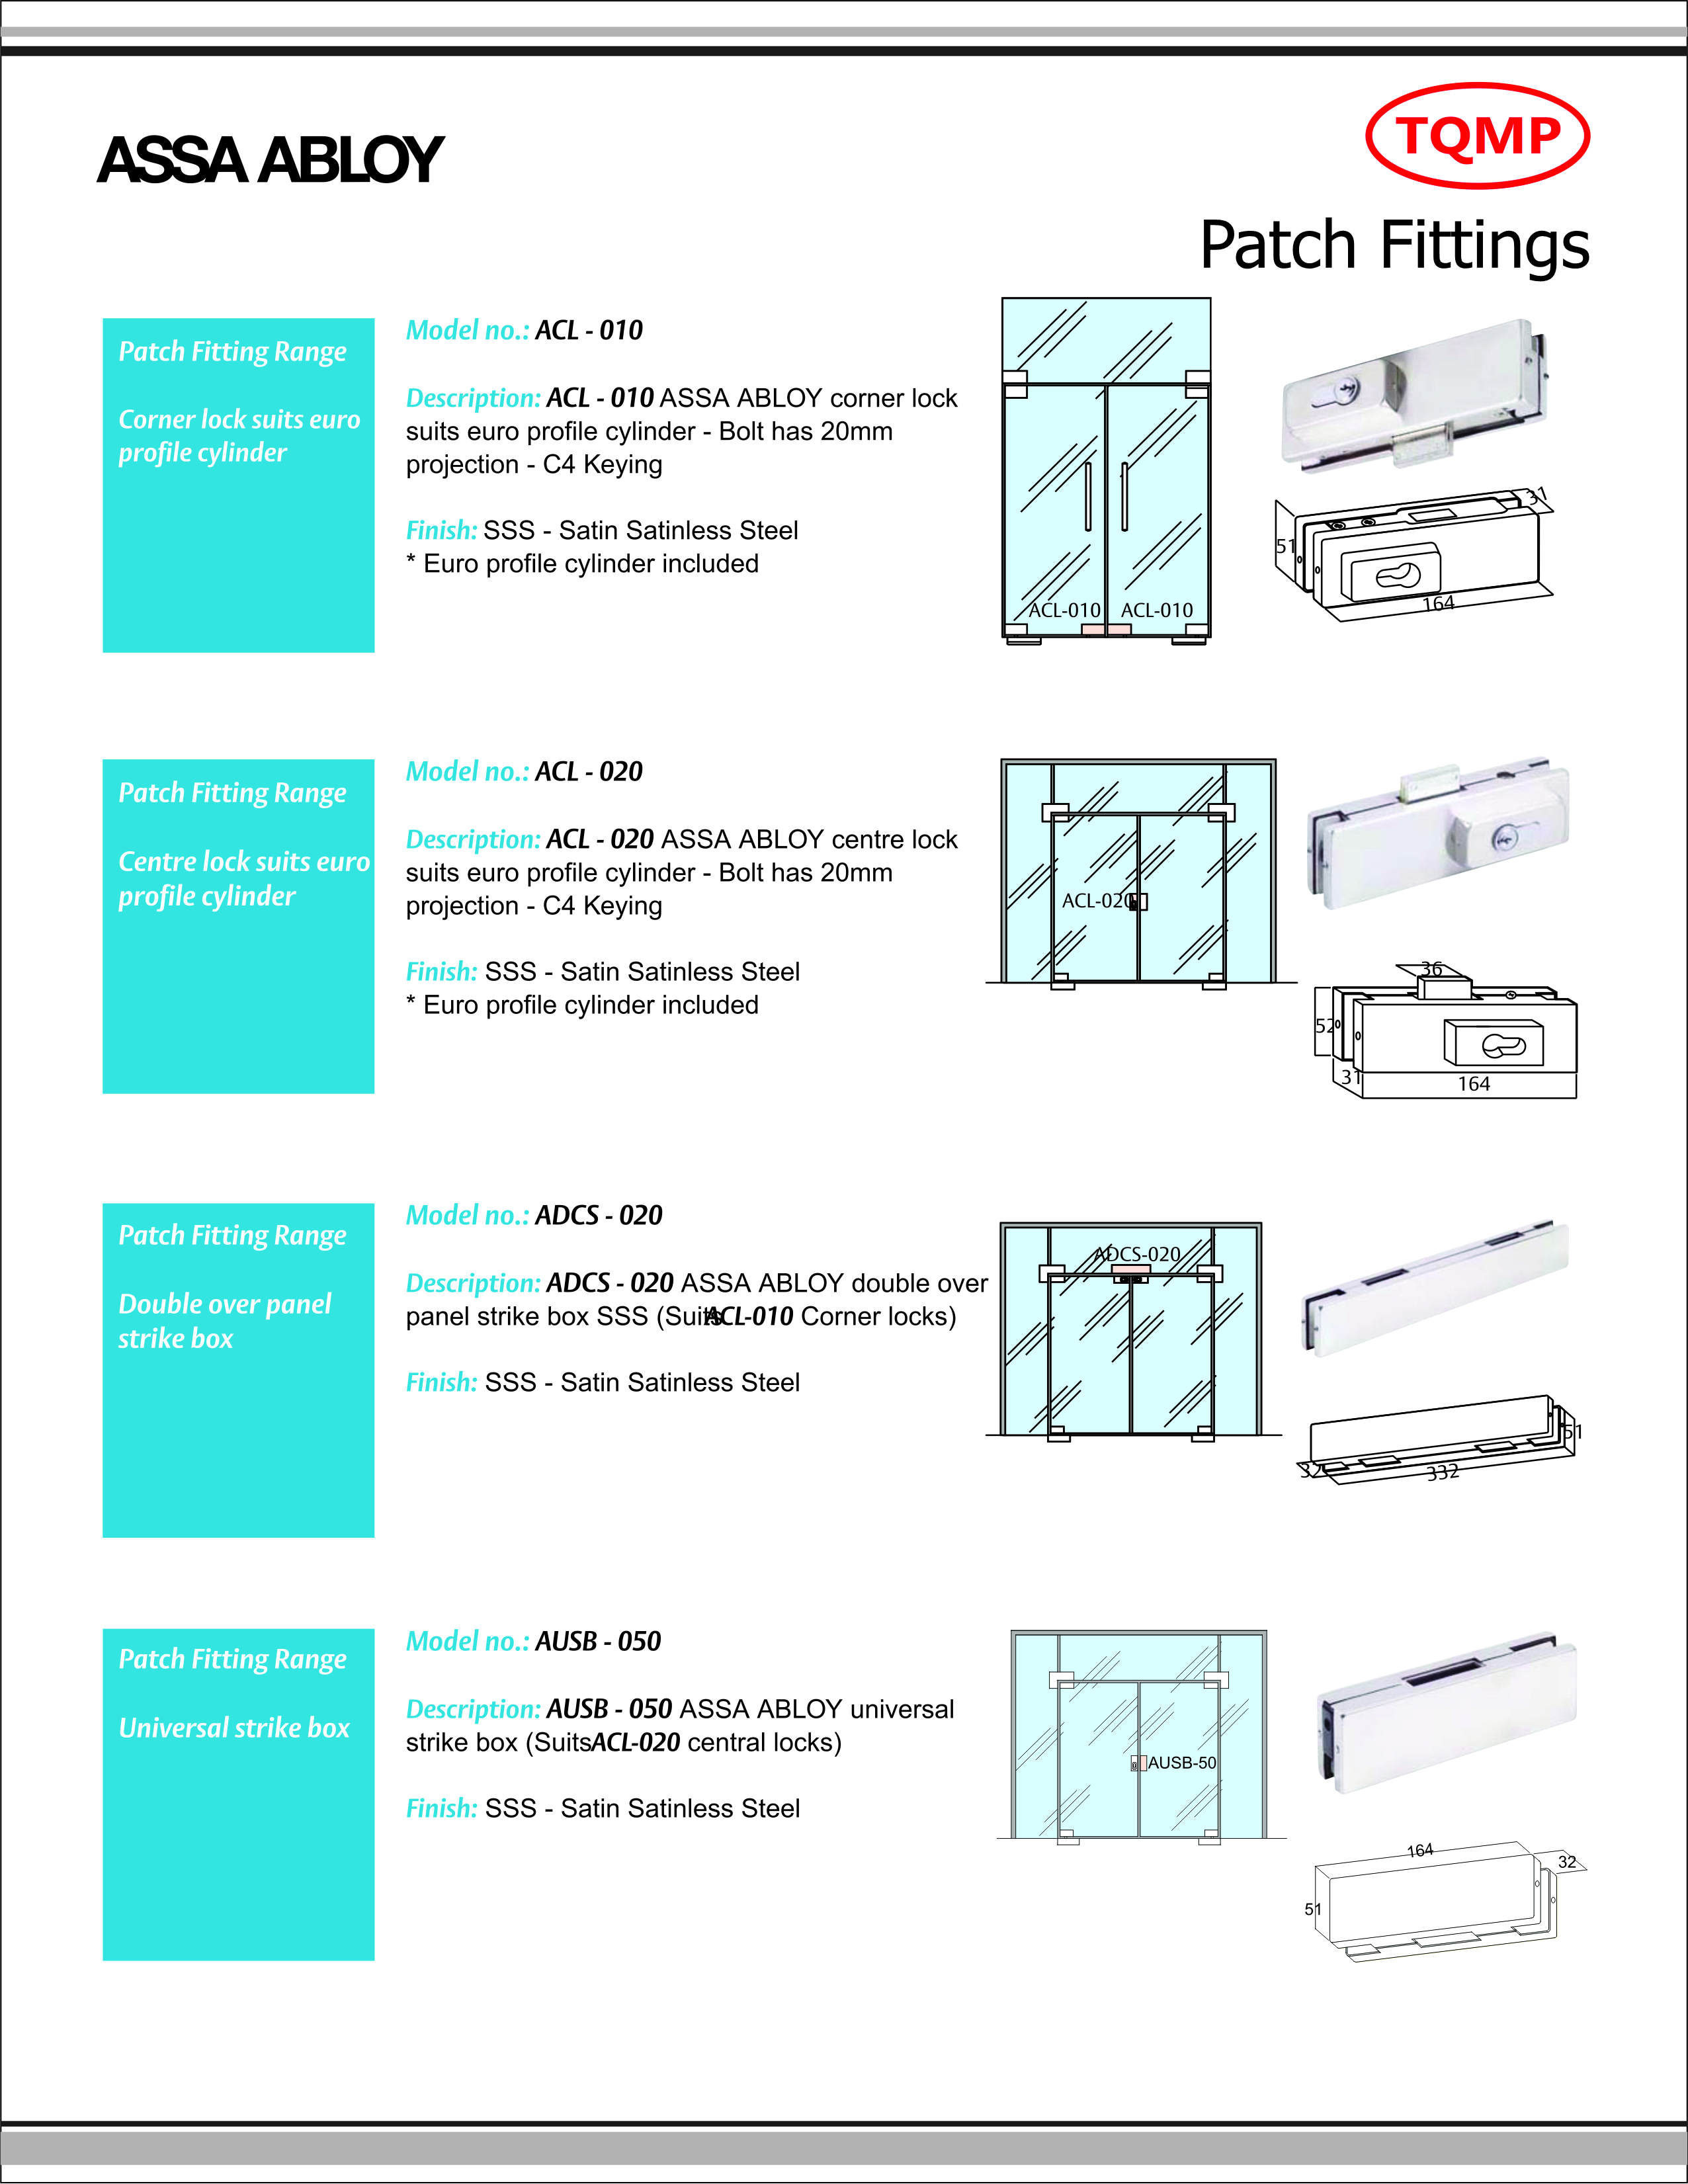 ASSA ABLOY
TQMP
Patch Fittings
Patch Fitting Range
Corner lock suits euro
profile cylinder
Model no.: ACL - 010
Description: ACL - 010 ASSA ABLOY corner lock
suits euro profile cylinder - Bolt has 20mm
projection - C4 Keying
Finish: SSS - Satin Satinless Steel
* Euro profile cylinder included
ACL-010 ACL-010
31
51
164
Patch Fitting Range
Centre lock suits euro
profile cylinder
Model no.: ACL - 020
Description: ACL - 020 ASSA ABLOY centre lock
suits euro profile cylinder - Bolt has 20mm
projection - C4 Keying
Finish: SSS - Satin Satinless Steel
* Euro profile cylinder included
ACL-020
36
52
31
164
Patch Fitting Range
Double over panel
strike box
Model no.: ADCS - 020
Description: ADCS - 020 ASSA ABLOY double over
panel strike box SSS (Suits ACL-010 Corner locks)
Finish: SSS - Satin Satinless Steel
ADCS-020
51
32
332
Patch Fitting Range
Universal strike box
Model no.: AUSB - 050
Description: AUSB - 050 ASSA ABLOY universal
strike box (SuitsACL-020 central locks)
Finish: SSS - Satin Satinless Steel
AUSB-50
164
32
51